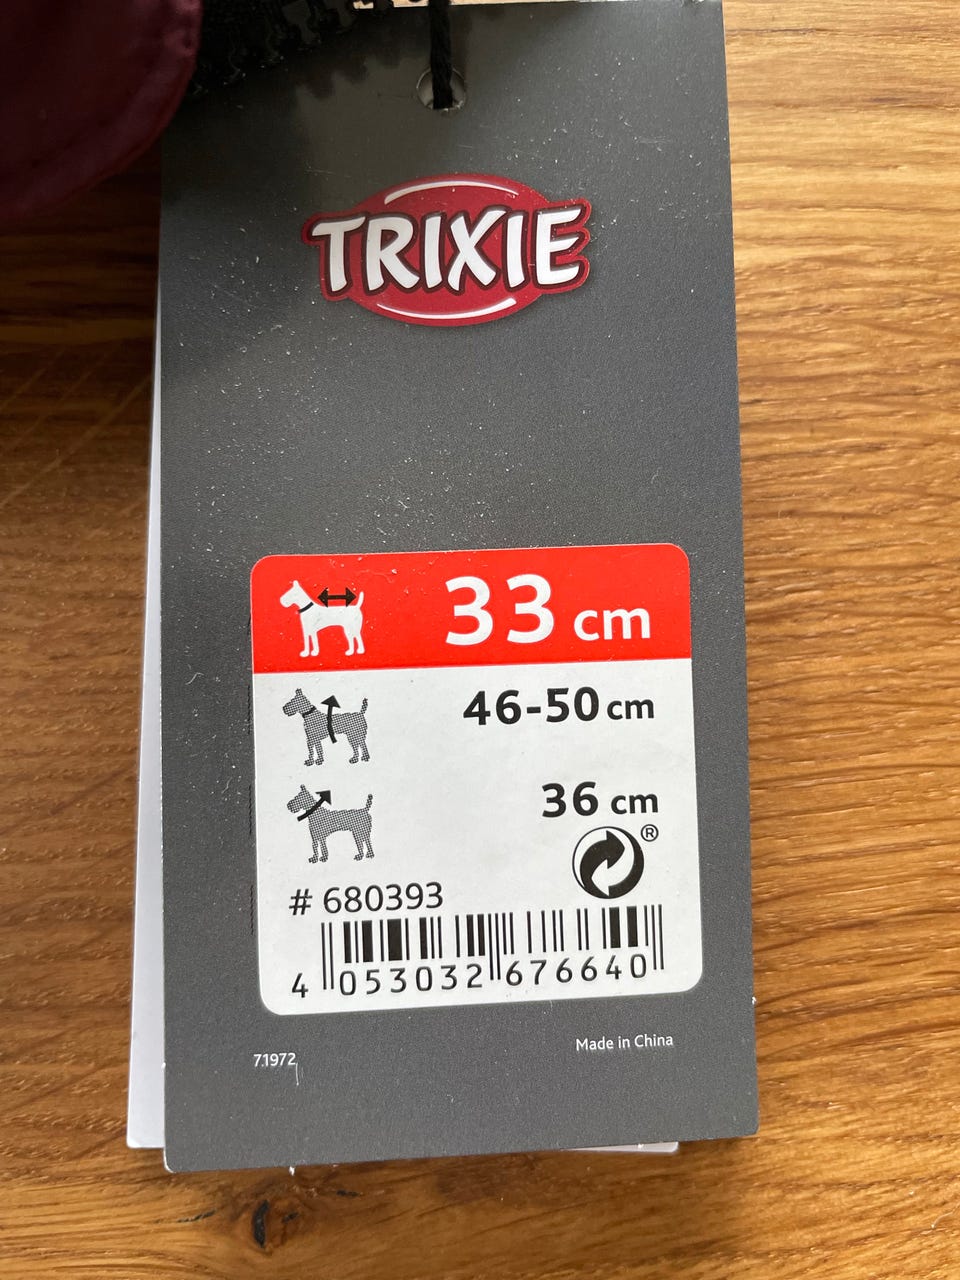 TRIXIE
33 cm
46-50 cm
36 cm
®
# 680393
4 053032 676640
71972
Made in China